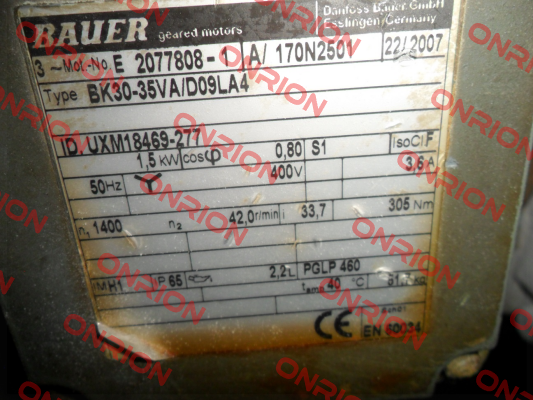 BAUER geared motors Danfoss Bauer GmbH
Esslingen/Germany
3 ~Mot.-No. E 2077808- A/ 170N250V 22/2007
Type BK30-35VA/D09LA4
ID. UXM18469-277
1,5 kW cosφ 0,80 S1 IsoCl F
50Hz 400V 3,6 A
n₁ 1400 n₂ 42,0 r/min i 33,7 305 Nm
IM H1 IP 65 2,2 L PGLP 460
tamb 40 °C
CE EN 60034
ONRION